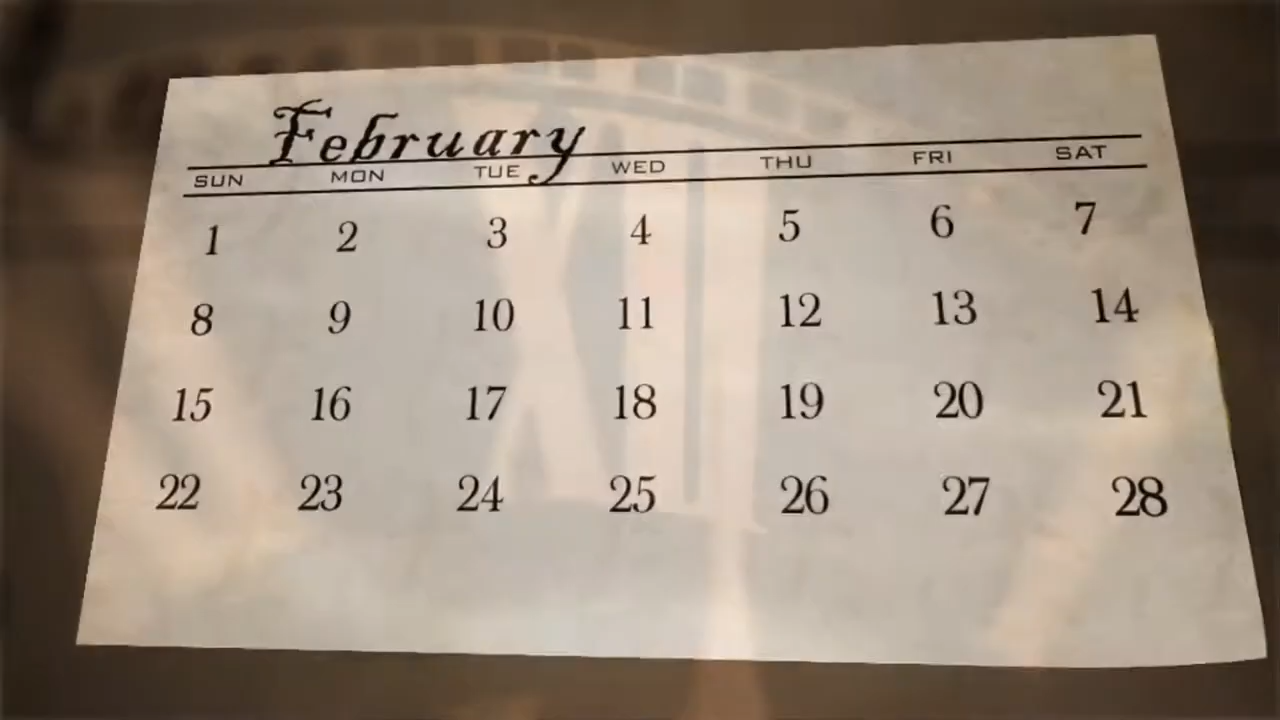 February
SUN MON TUE WED THU FRI SAT
1 2 3 4 5 6 7
8 9 10 11 12 13 14
15 16 17 18 19 20 21
22 23 24 25 26 27 28
XII